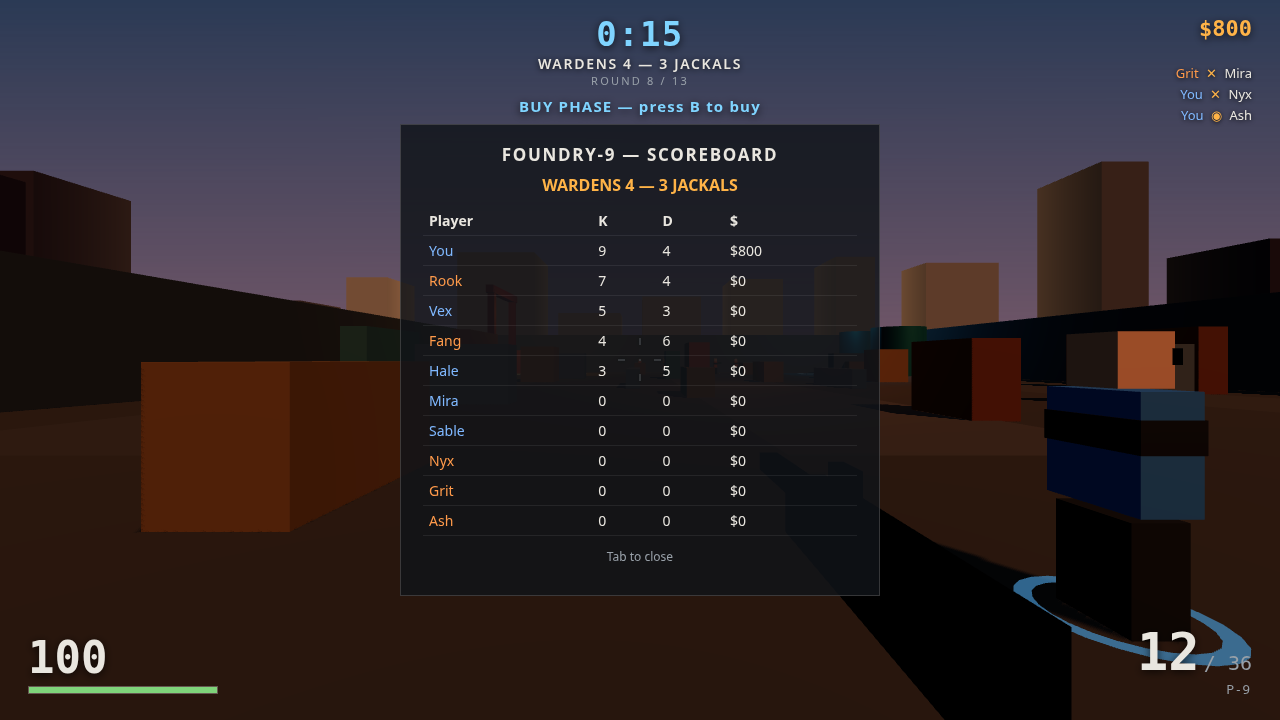 0:15
WARDENS 4 — 3 JACKALS
ROUND 8 / 13
BUY PHASE — press B to buy
$800
Grit ✕ Mira
You ✕ Nyx
You ◉ Ash
FOUNDRY-9 — SCOREBOARD
WARDENS 4 — 3 JACKALS
Player K D $
You 9 4 $800
Rook 7 4 $0
Vex 5 3 $0
Fang 4 6 $0
Hale 3 5 $0
Mira 0 0 $0
Sable 0 0 $0
Nyx 0 0 $0
Grit 0 0 $0
Ash 0 0 $0
Tab to close
100
12 / 36
P-9